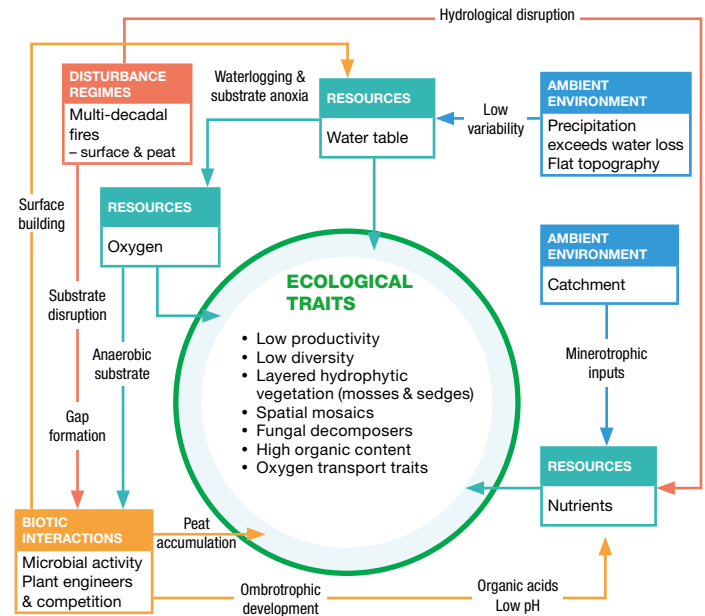 Hydrological disruption
DISTURBANCE
REGIMES
Multi-decadal
fires
– surface & peat
Waterlogging &
substrate anoxia
RESOURCES
Water table
Low
variability
AMBIENT
ENVIRONMENT
Precipitation
exceeds water loss
Flat topography
Surface
building
RESOURCES
Oxygen
AMBIENT
ENVIRONMENT
Catchment
Substrate
disruption
Anaerobic
substrate
Minerotrophic
inputs
ECOLOGICAL
TRAITS
• Low productivity
• Low diversity
• Layered hydrophytic
vegetation (mosses & sedges)
• Spatial mosaics
• Fungal decomposers
• High organic content
• Oxygen transport traits
Gap
formation
RESOURCES
Nutrients
BIOTIC
INTERACTIONS
Microbial activity
Plant engineers
& competition
Peat
accumulation
Ombrotrophic
development
Organic acids
Low pH